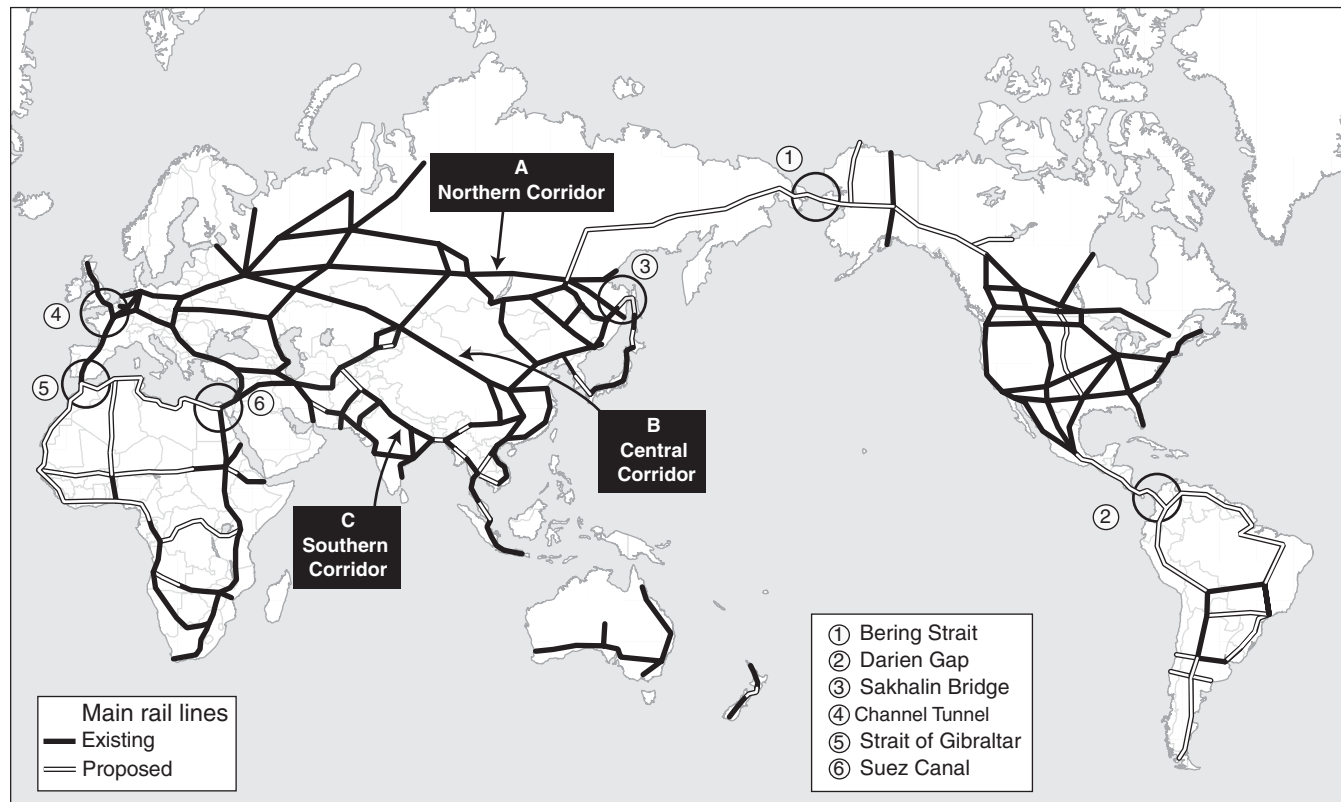 1
A
Northern Corridor
3
4
5
6
B
Central
Corridor
C
Southern
Corridor
2
Main rail lines
Existing
Proposed
1 Bering Strait
2 Darien Gap
3 Sakhalin Bridge
4 Channel Tunnel
5 Strait of Gibraltar
6 Suez Canal